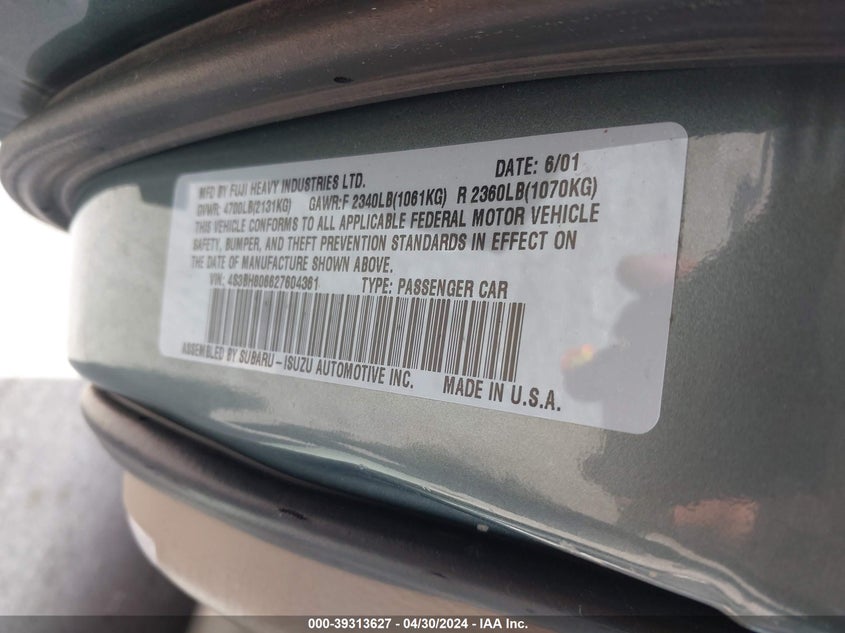 MFD BY FUJI HEAVY INDUSTRIES LTD. DATE: 6/01
GVWR: 4700LB(2131KG) GAWR:F 2340LB(1061KG) R 2360LB(1070KG)
THIS VEHICLE CONFORMS TO ALL APPLICABLE FEDERAL MOTOR VEHICLE
SAFETY, BUMPER, AND THEFT PREVENTION STANDARDS IN EFFECT ON
THE DATE OF MANUFACTURE SHOWN ABOVE.
VIN: 4S3BH806627604361 TYPE: PASSENGER CAR
ASSEMBLED BY SUBARU-ISUZU AUTOMOTIVE INC. MADE IN U.S.A.
000-39313627 - 04/30/2024 - IAA Inc.